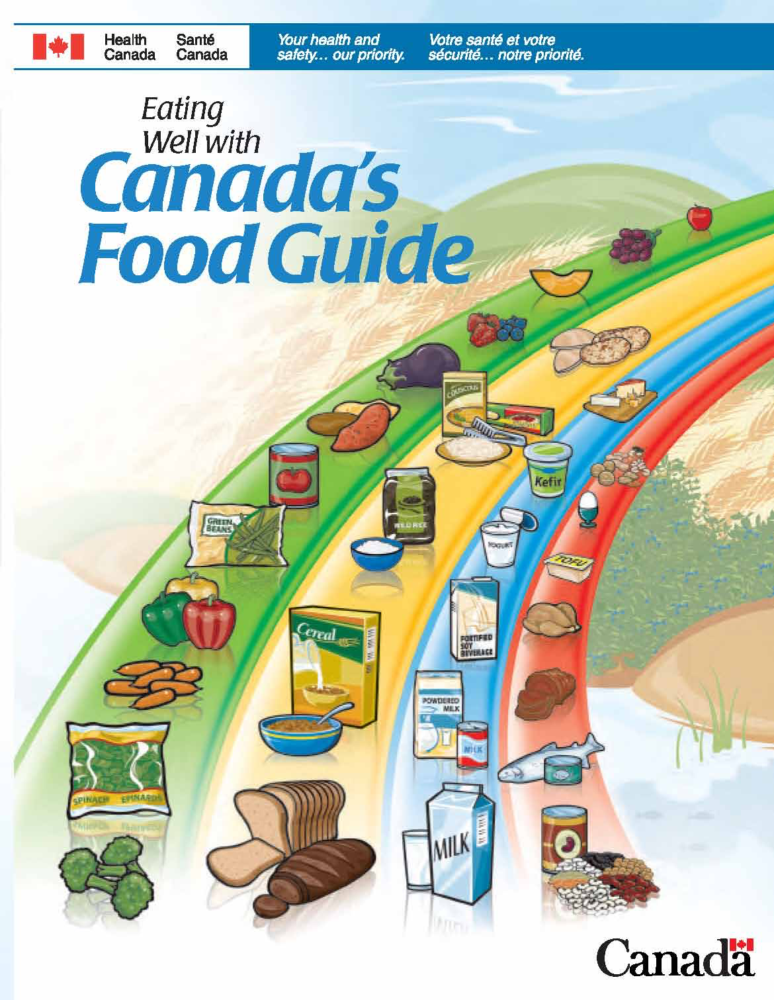 Health
Canada
Santé
Canada
Your health and
safety... our priority.
Votre santé et votre
sécurité... notre priorité.
Eating
Well with
Canada's
Food Guide
COUSCOUS
Kefir
GREEN
BEANS
WILD RICE
YOGURT
TOFU
Cereal
FORTIFIED
SOY
BEVERAGE
POWDERED
MILK
MILK
SPINACH EPINARDS
MILK
Canada